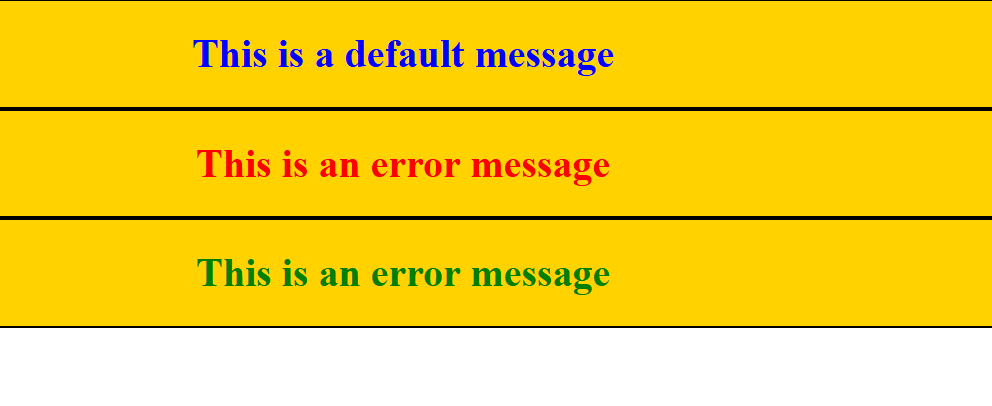 This is a default message
This is an error message
This is an error message